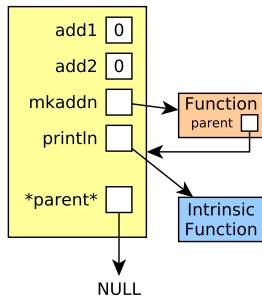 add1 0
add2 0
mkaddn
println
*parent*
Function
parent
Intrinsic
Function
NULL